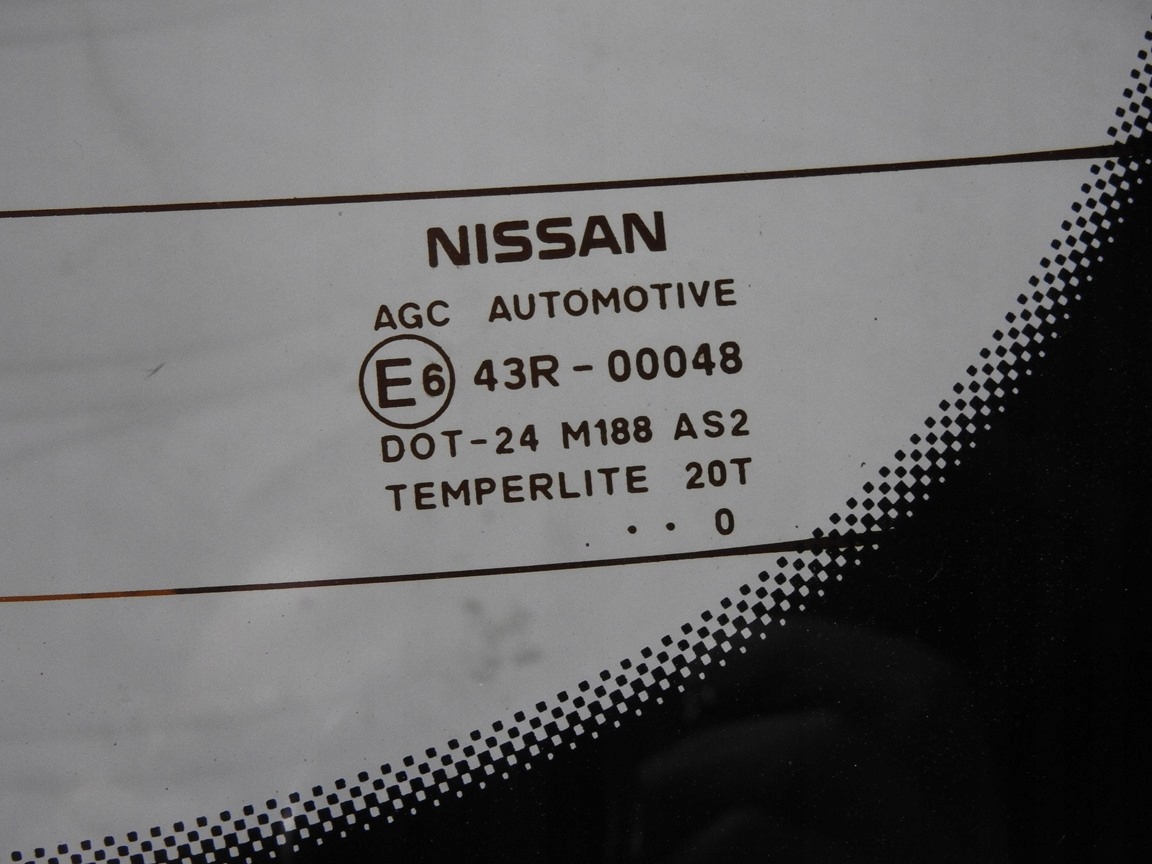 NISSAN
AGC AUTOMOTIVE
E6 43R-00048
DOT-24 M188 AS2
TEMPERLITE 20T
. . 0